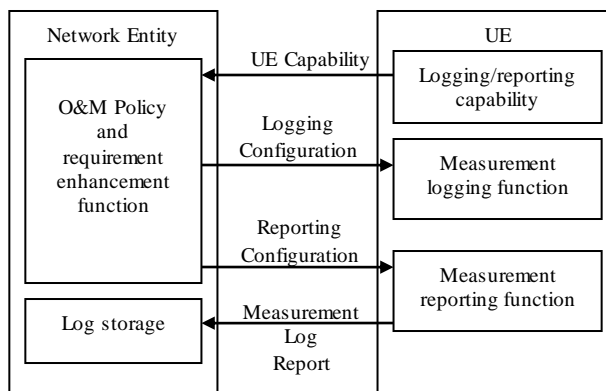 Network Entity
UE
UE Capability
Logging/reporting
capability
O&M Policy
and
requirement
enhancement
function
Logging
Configuration
Measurement
logging function
Reporting
Configuration
Measurement
reporting function
Log storage
Measurement
Log
Report